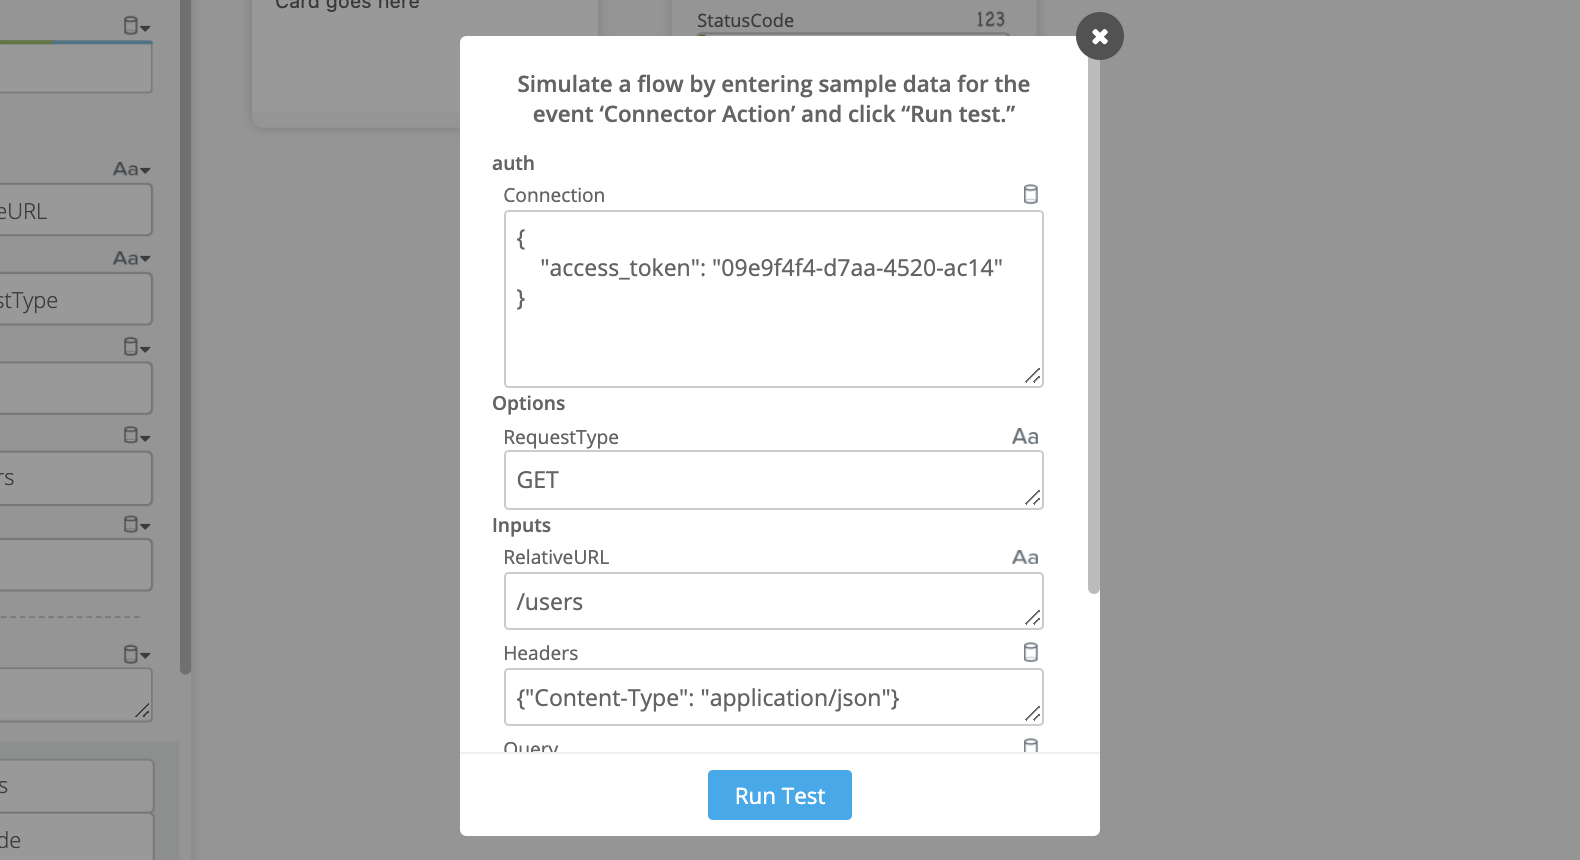 Card goes here
StatusCode
123
Simulate a flow by entering sample data for the
event ‘Connector Action’ and click “Run test.”
auth
Connection
{
"access_token": "09e9f4f4-d7aa-4520-ac14"
}
Options
RequestType
Aa
GET
Inputs
RelativeURL
Aa
/users
Headers
{"Content-Type": "application/json"}
Query
Run Test
Aa
eURL
Aa
stType
rs
s
de